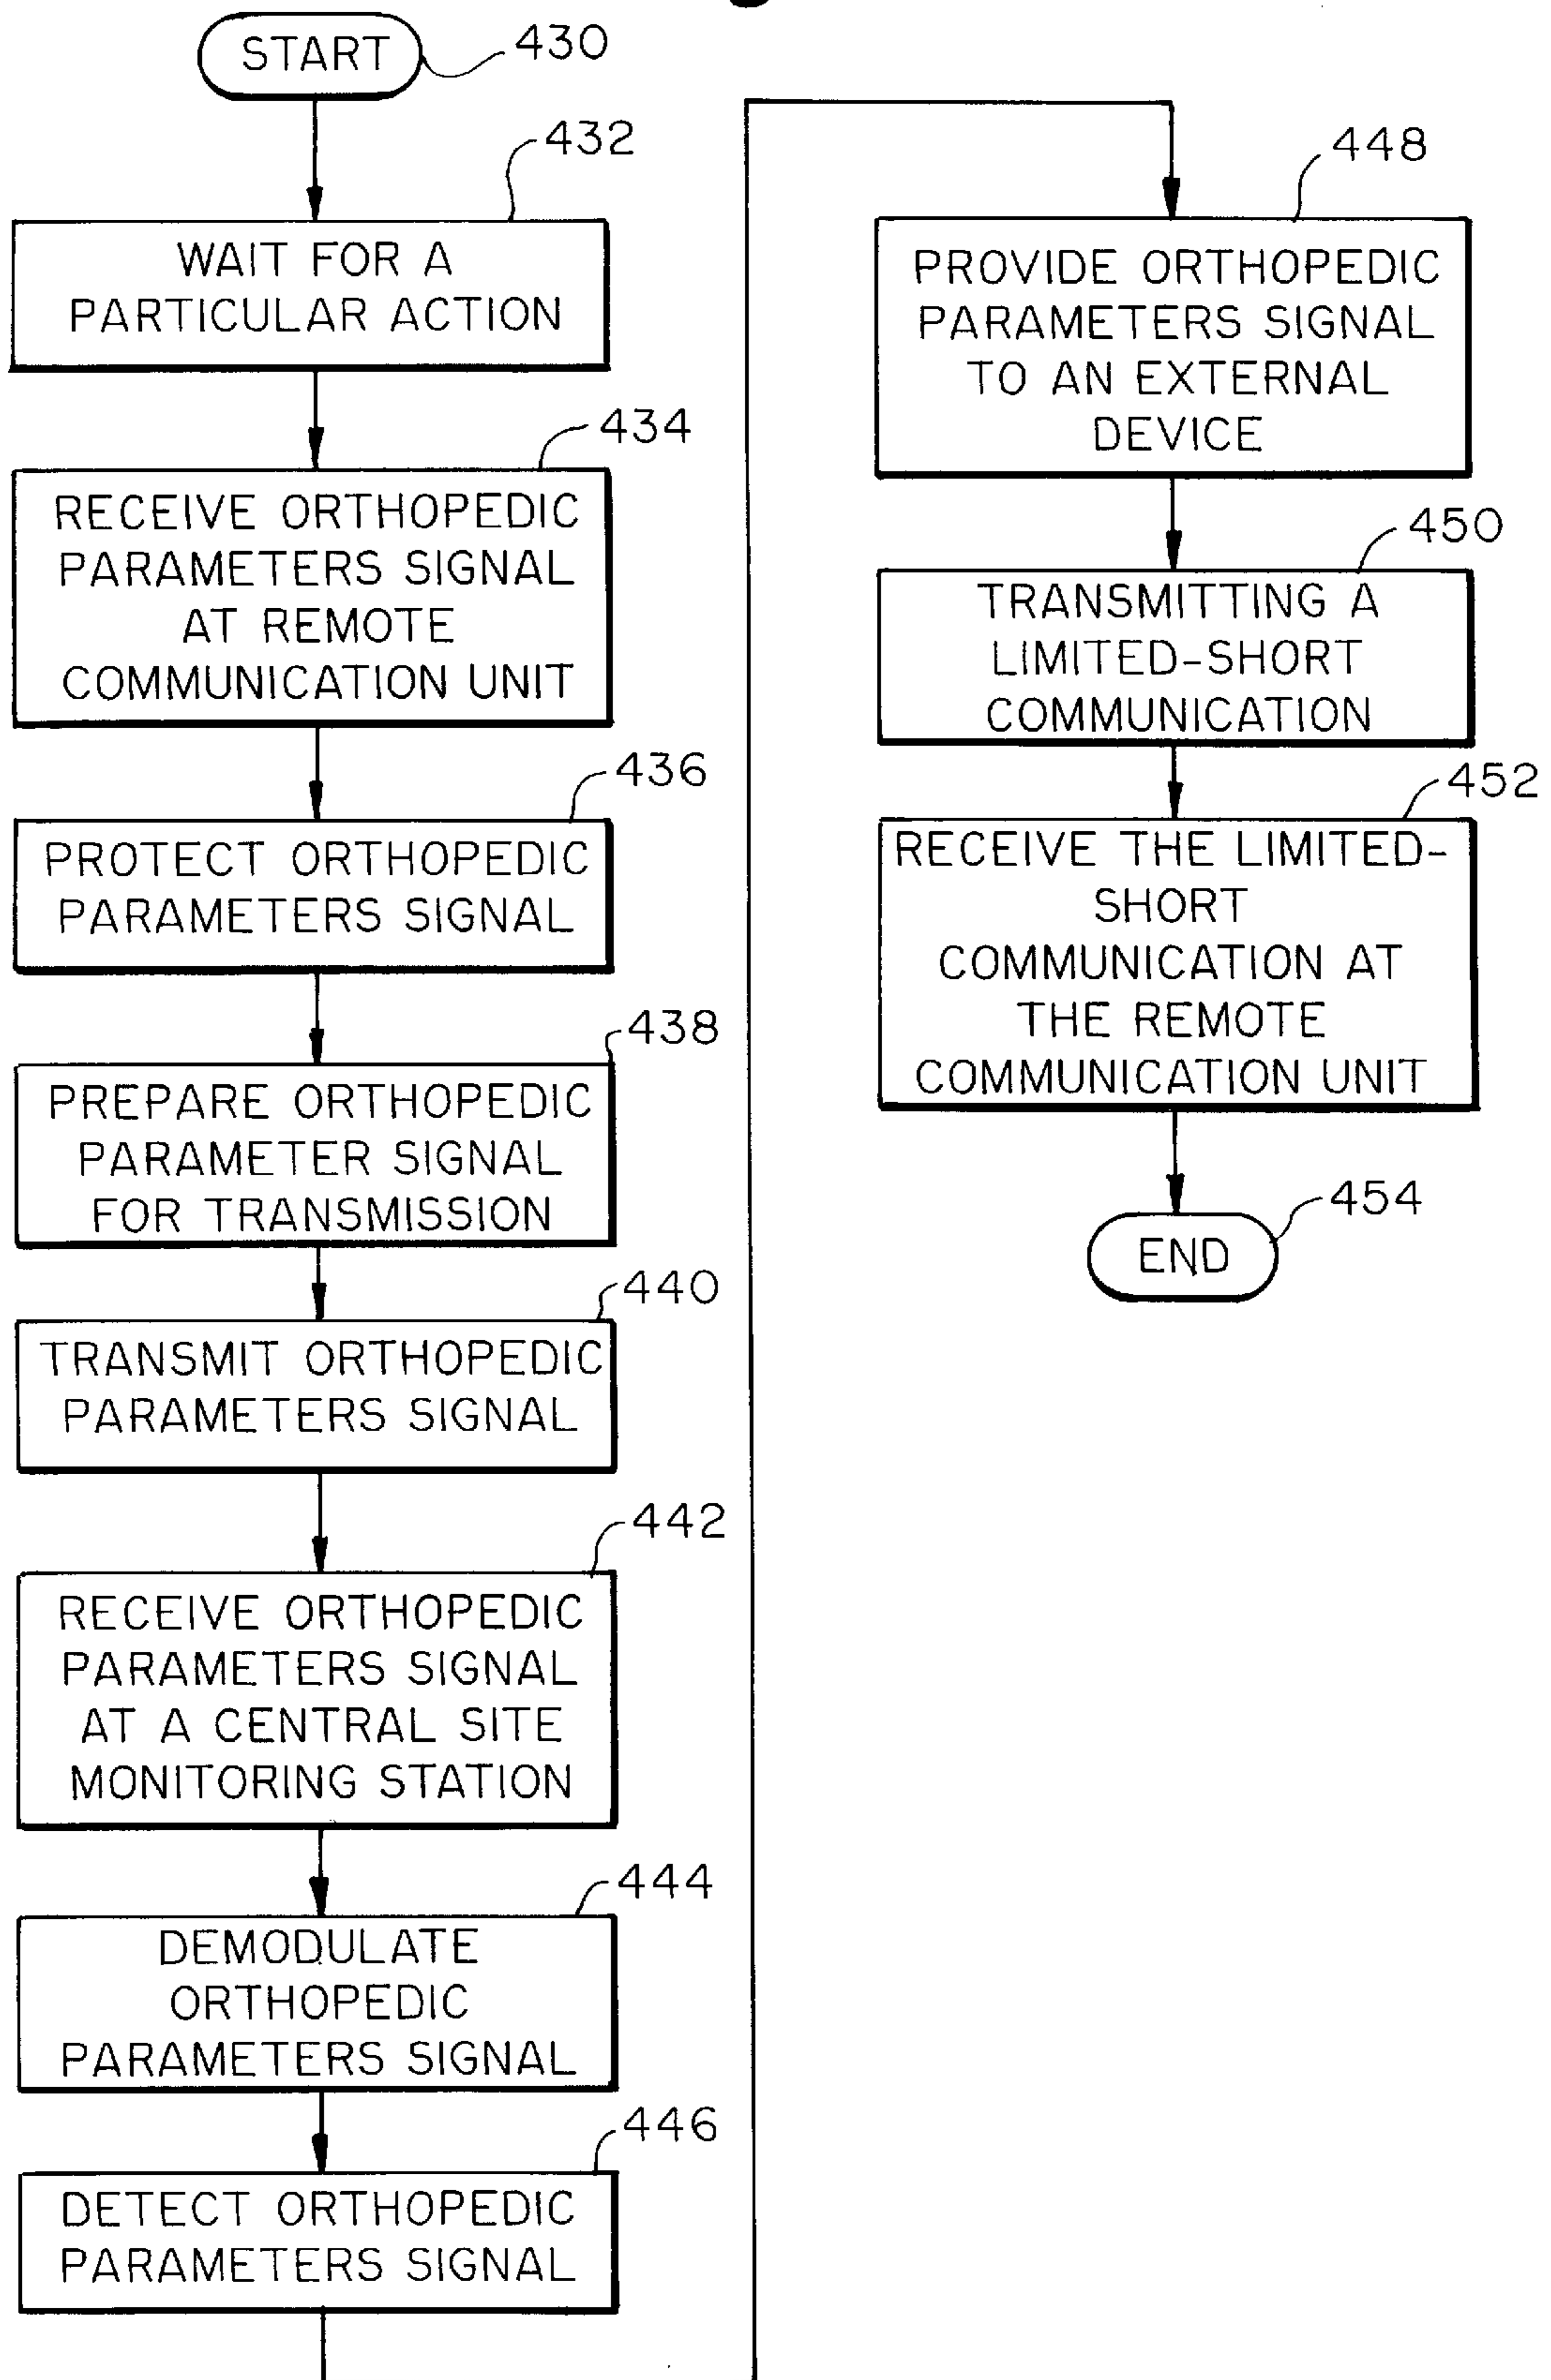 START
430
432
WAIT FOR A
PARTICULAR ACTION
434
RECEIVE ORTHOPEDIC
PARAMETERS SIGNAL
AT REMOTE
COMMUNICATION UNIT
436
PROTECT ORTHOPEDIC
PARAMETERS SIGNAL
438
PREPARE ORTHOPEDIC
PARAMETER SIGNAL
FOR TRANSMISSION
440
TRANSMIT ORTHOPEDIC
PARAMETERS SIGNAL
442
RECEIVE ORTHOPEDIC
PARAMETERS SIGNAL
AT A CENTRAL SITE
MONITORING STATION
444
DEMODULATE
ORTHOPEDIC
PARAMETERS SIGNAL
446
DETECT ORTHOPEDIC
PARAMETERS SIGNAL
448
PROVIDE ORTHOPEDIC
PARAMETERS SIGNAL
TO AN EXTERNAL
DEVICE
450
TRANSMITTING A
LIMITED-SHORT
COMMUNICATION
452
RECEIVE THE LIMITED-
SHORT
COMMUNICATION AT
THE REMOTE
COMMUNICATION UNIT
454
END